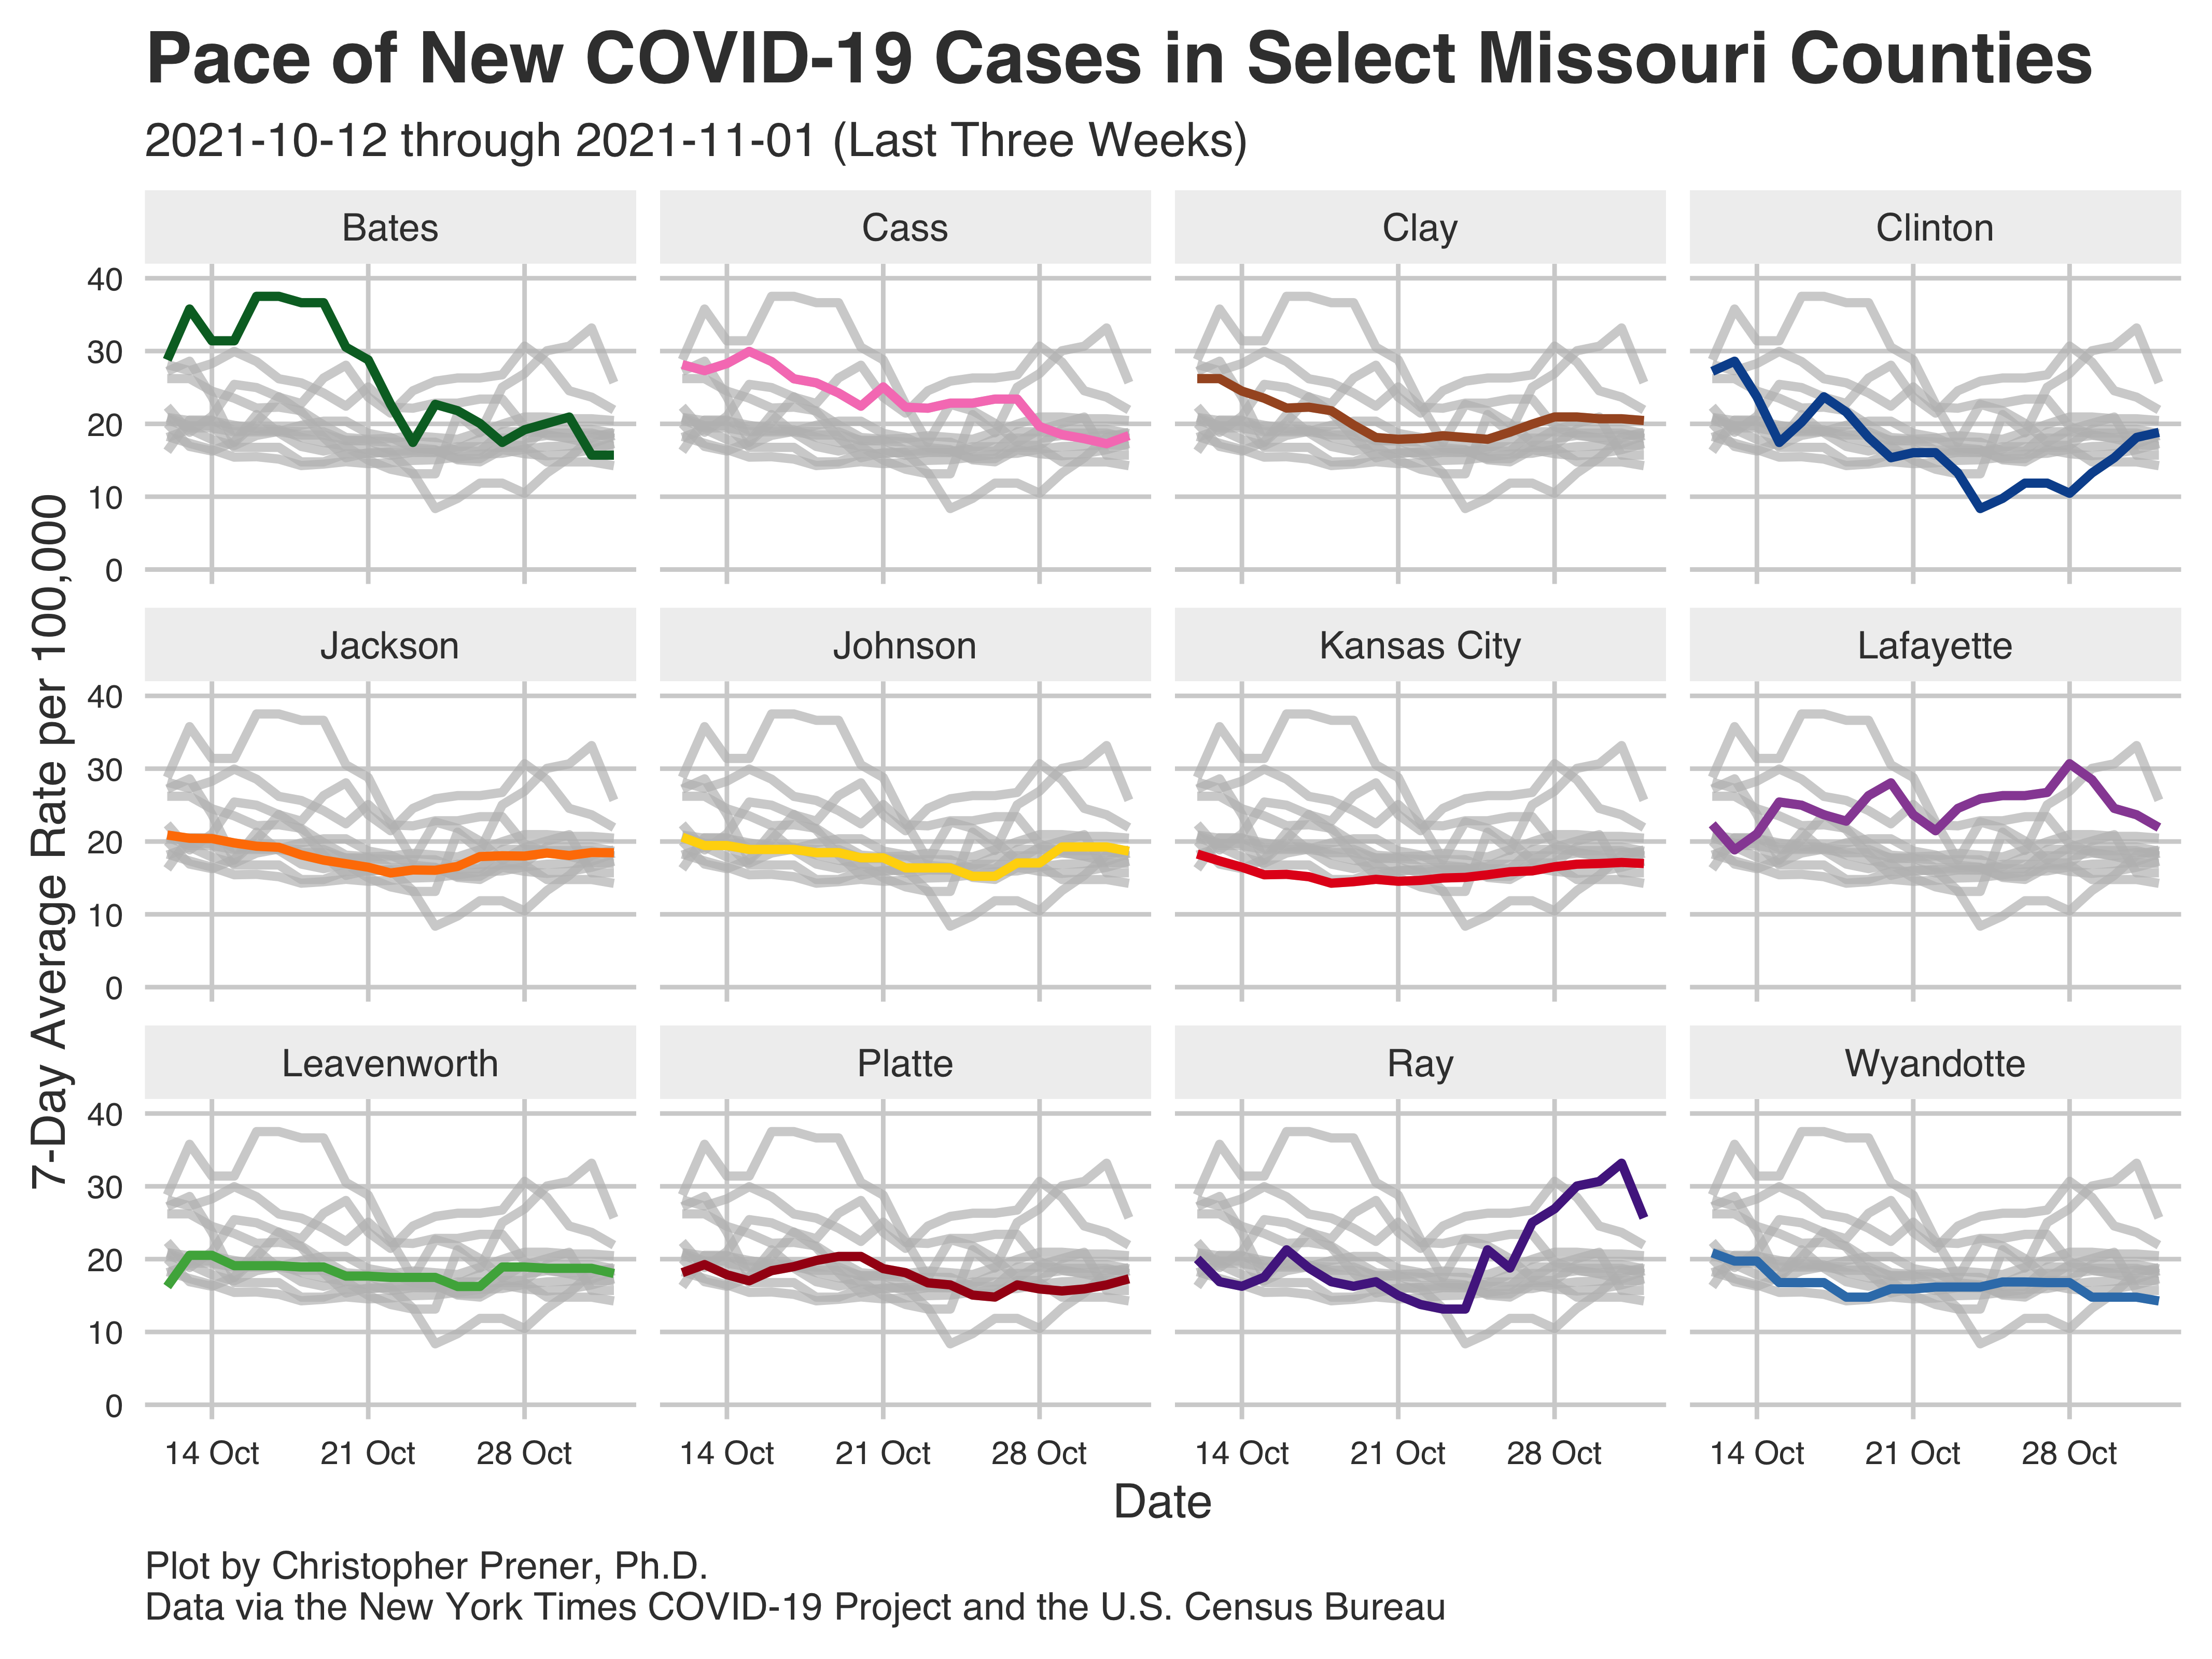 Pace of New COVID-19 Cases in Select Missouri Counties
2021-10-12 through 2021-11-01 (Last Three Weeks)
Bates
Cass
Clay
Clinton
40
30
20
10
0
Jackson
Johnson
Kansas City
Lafayette
40
30
20
10
0
Leavenworth
Platte
Ray
Wyandotte
40
30
20
10
0
7-Day Average Rate per 100,000
14 Oct 21 Oct 28 Oct
14 Oct 21 Oct 28 Oct
14 Oct 21 Oct 28 Oct
14 Oct 21 Oct 28 Oct
Date
Plot by Christopher Prener, Ph.D.
Data via the New York Times COVID-19 Project and the U.S. Census Bureau